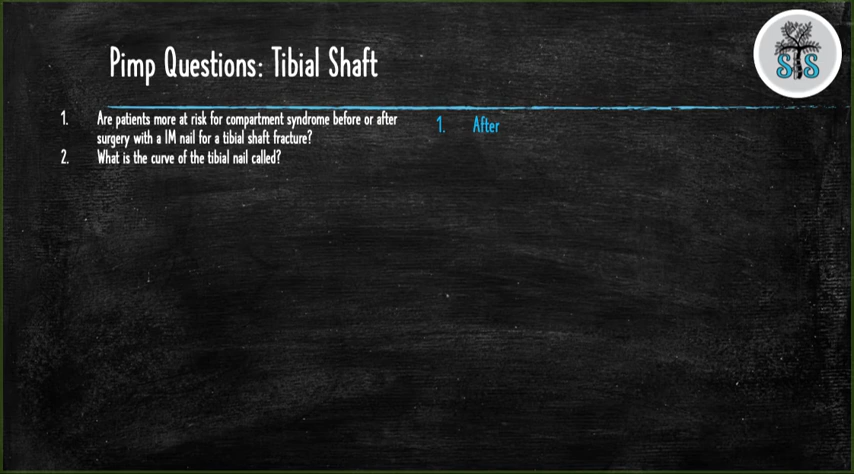 Pimp Questions: Tibial Shaft
STS
1. Are patients more at risk for compartment syndrome before or after
surgery with a IM nail for a tibial shaft fracture?
2. What is the curve of the tibial nail called?
1. After